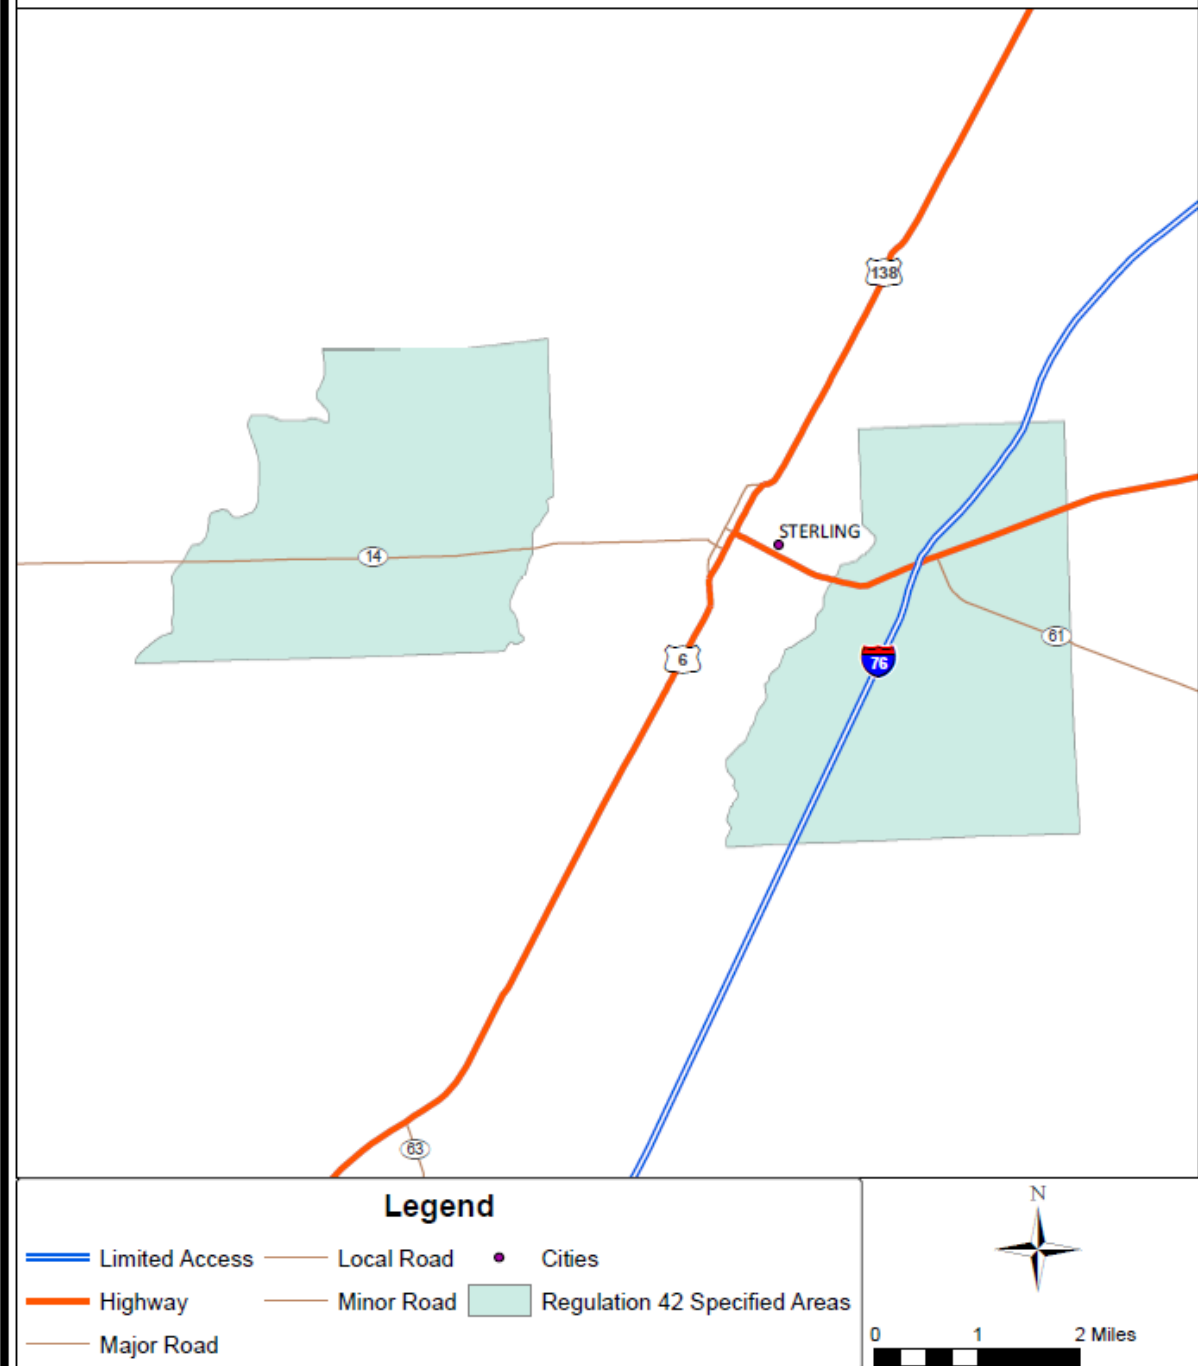 138
STERLING
14
61
6
76
63
Legend
N
Limited Access
Local Road
Cities
Highway
Minor Road
Regulation 42 Specified Areas
Major Road
0 1 2 Miles